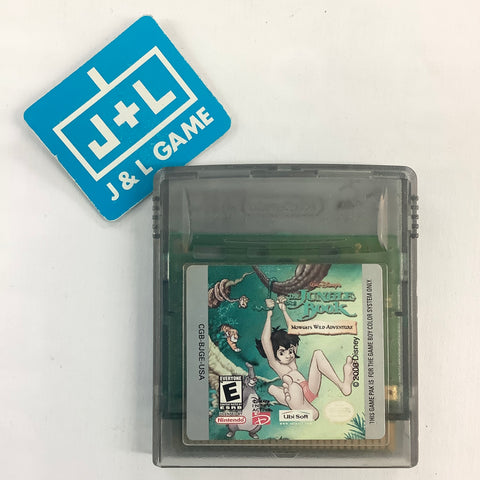 J+L
J & L GAME
Walt Disney's
THE JUNGLE
BOOK
MOWGLI'S WILD ADVENTURE
CGB-BJGE-USA
EVERYONE
E
ESRB
Nintendo
Ubi Soft
© 2000 Disney
THIS GAME PAK IS FOR THE GAME BOY COLOR SYSTEM ONLY